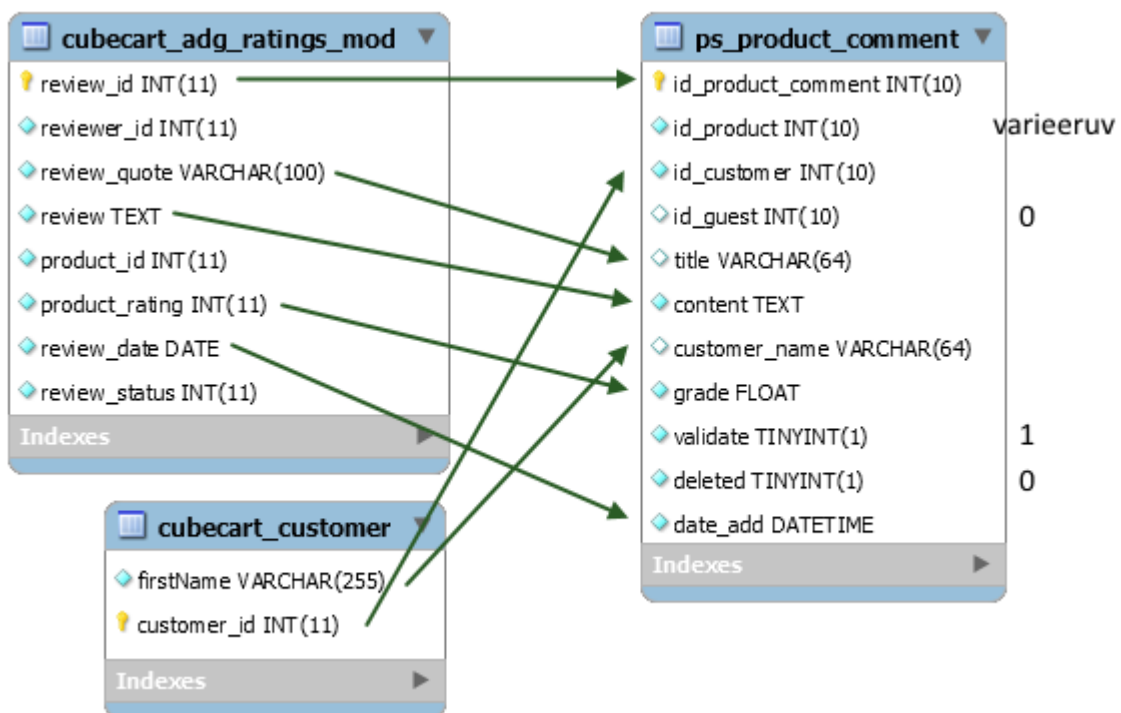 cubecart_adg_ratings_mod
review_id INT(11)
reviewer_id INT(11)
review_quote VARCHAR(100)
review TEXT
product_id INT(11)
product_rating INT(11)
review_date DATE
review_status INT(11)
Indexes
cubecart_customer
firstName VARCHAR(255)
customer_id INT(11)
Indexes
ps_product_comment
id_product_comment INT(10)
id_product INT(10) varieeruv
id_customer INT(10)
id_guest INT(10) 0
title VARCHAR(64)
content TEXT
customer_name VARCHAR(64)
grade FLOAT
validate TINYINT(1) 1
deleted TINYINT(1) 0
date_add DATETIME
Indexes